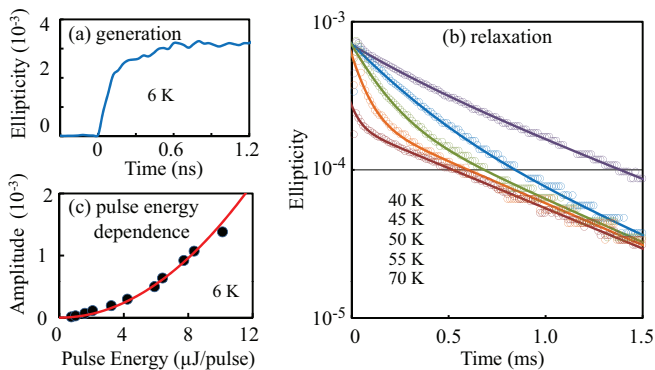 (a) generation
Ellipticity (10⁻³)
4
2
0
6 K
0
0.6
1.2
Time (ns)
(c) pulse energy
dependence
Amplitude (10⁻³)
2
1
0
6 K
0
4
8
12
Pulse Energy (μJ/pulse)
(b) relaxation
Ellipticity
10⁻³
10⁻⁴
10⁻⁵
40 K
45 K
50 K
55 K
70 K
0
0.5
1.0
1.5
Time (ms)